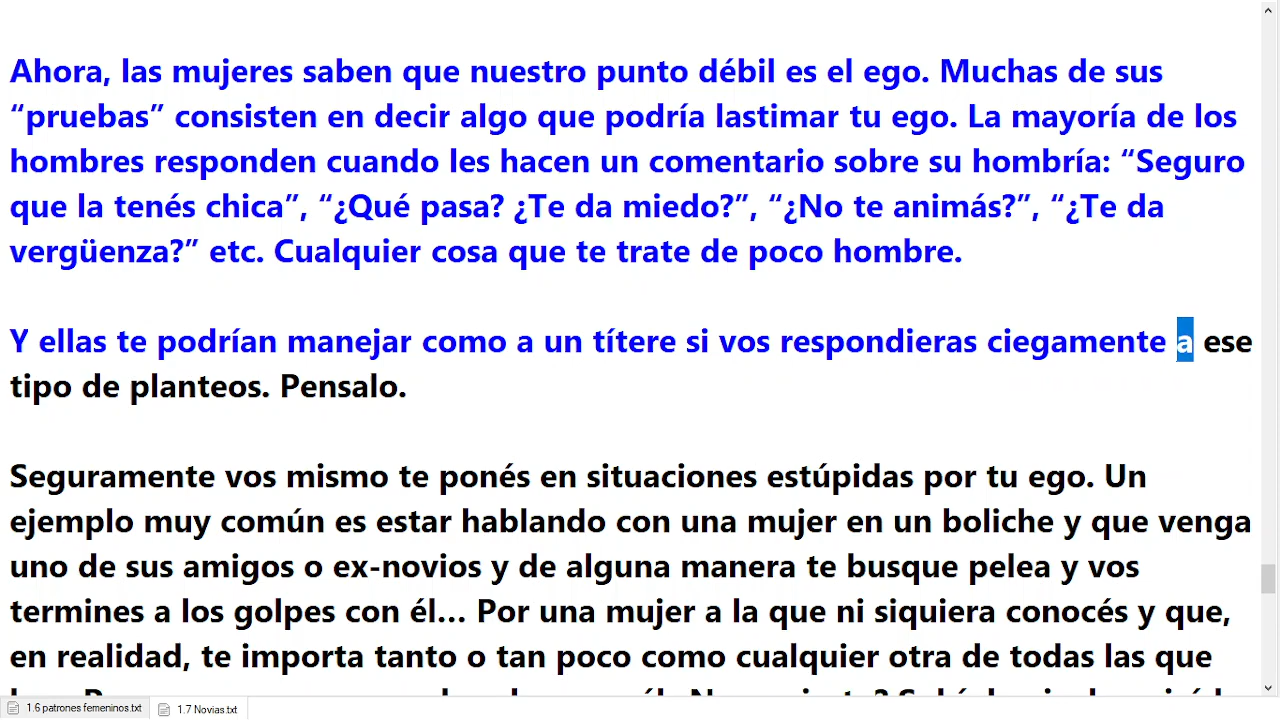 Ahora, las mujeres saben que nuestro punto débil es el ego. Muchas de sus
“pruebas” consisten en decir algo que podría lastimar tu ego. La mayoría de los
hombres responden cuando les hacen un comentario sobre su hombría: “Seguro
que la tenés chica”, “¿Qué pasa? ¿Te da miedo?”, “¿No te animás?”, “¿Te da
vergüenza?” etc. Cualquier cosa que te trate de poco hombre.
Y ellas te podrían manejar como a un títere si vos respondieras ciegamente a ese
tipo de planteos. Pensalo.
Seguramente vos mismo te ponés en situaciones estúpidas por tu ego. Un
ejemplo muy común es estar hablando con una mujer en un boliche y que venga
uno de sus amigos o ex-novios y de alguna manera te busque pelea y vos
termines a los golpes con él… Por una mujer a la que ni siquiera conocés y que,
en realidad, te importa tanto o tan poco como cualquier otra de todas las que
1.6 patrones femeninos.txt
1.7 Novias.txt